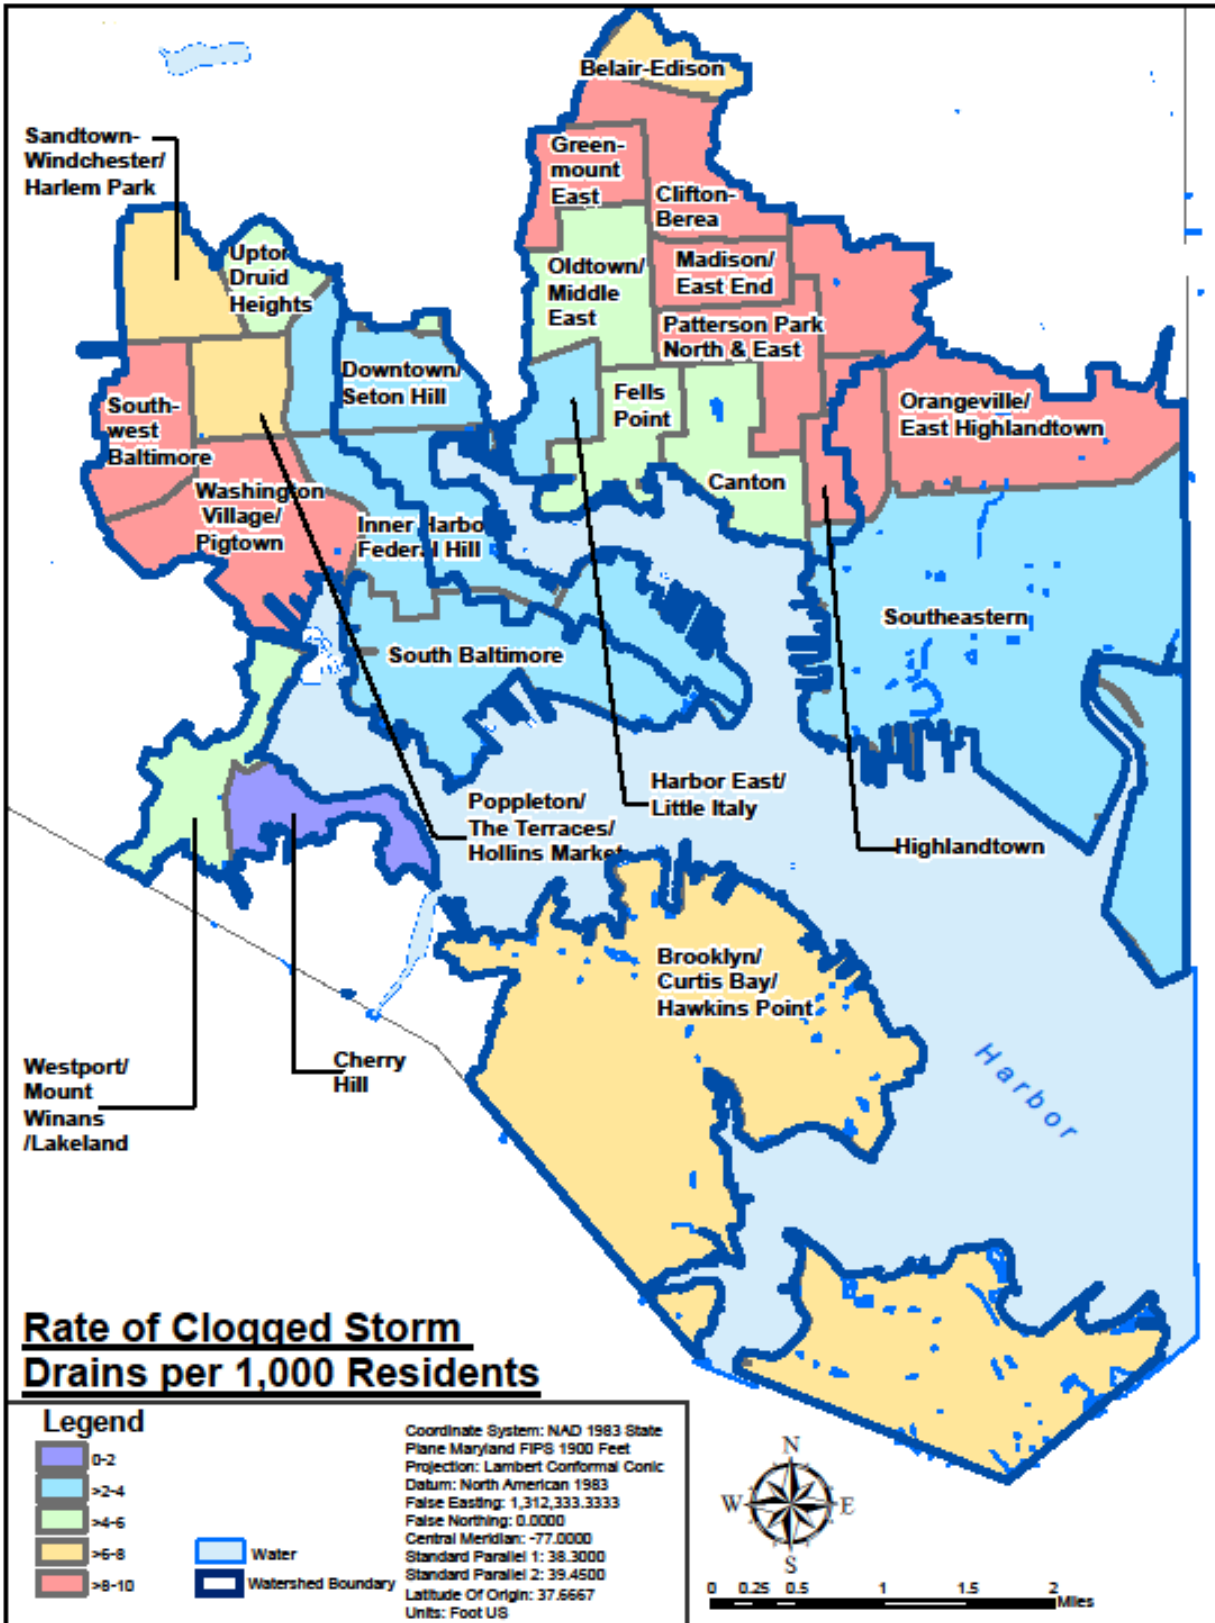 Belair-Edison
Sandtown-
Windchester/
Harlem Park
Green-
mount
East
Clifton-
Berea
Uptor
Druid
Heights
Oldtown/
Middle
East
Madison/
East End
Patterson Park
North & East
Downtown/
Seton Hill
Fells
Point
South-
west
Baltimore
Orangeville/
East Highlandtown
Canton
Washington
Village/
Pigtown
Inner Harbo
Federal Hill
Southeastern
South Baltimore
Harbor East/
Little Italy
Poppleton/
The Terraces/
Hollins Market
Highlandtown
Brooklyn/
Curtis Bay/
Hawkins Point
Harbor
Westport/
Mount
Winans
/Lakeland
Cherry
Hill
Rate of Clogged Storm
Drains per 1,000 Residents
Legend
0-2
>2-4
>4-6
>6-8
>8-10
Water
Watershed Boundary
Coordinate System: NAD 1983 State
Plane Maryland FIPS 1900 Feet
Projection: Lambert Conformal Conic
Datum: North American 1983
False Easting: 1,312,333.3333
False Northing: 0.0000
Central Meridian: -77.0000
Standard Parallel 1: 38.3000
Standard Parallel 2: 39.4500
Latitude Of Origin: 37.6667
Units: Foot US
N
W E
S
0 0.25 0.5 1 1.5 2
Miles